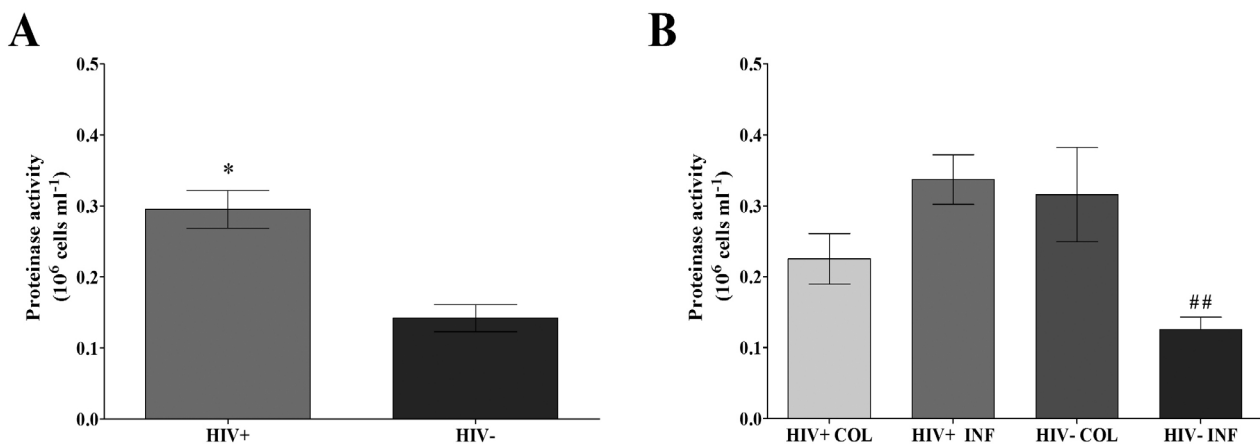 A
Proteinase activity
(10⁶ cells ml⁻¹)
0.5
0.4
0.3
0.2
0.1
0.0
*
HIV+
HIV-
B
Proteinase activity
(10⁶ cells ml⁻¹)
0.5
0.4
0.3
0.2
0.1
0.0
##
HIV+ COL
HIV+ INF
HIV- COL
HIV- INF